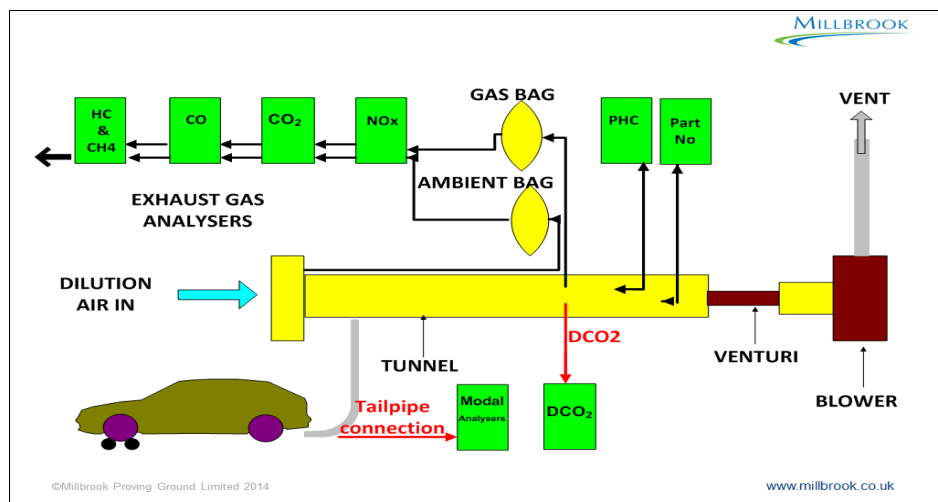 MILLBROOK
GAS BAG
VENT
HC
&
CH4
CO
CO₂
NOx
PHC
Part
No
AMBIENT BAG
EXHAUST GAS
ANALYSERS
DILUTION
AIR IN
DCO2
TUNNEL
VENTURI
BLOWER
Tailpipe
connection
Modal
Analysers
DCO₂
©Millbrook Proving Ground Limited 2014
www.millbrook.co.uk